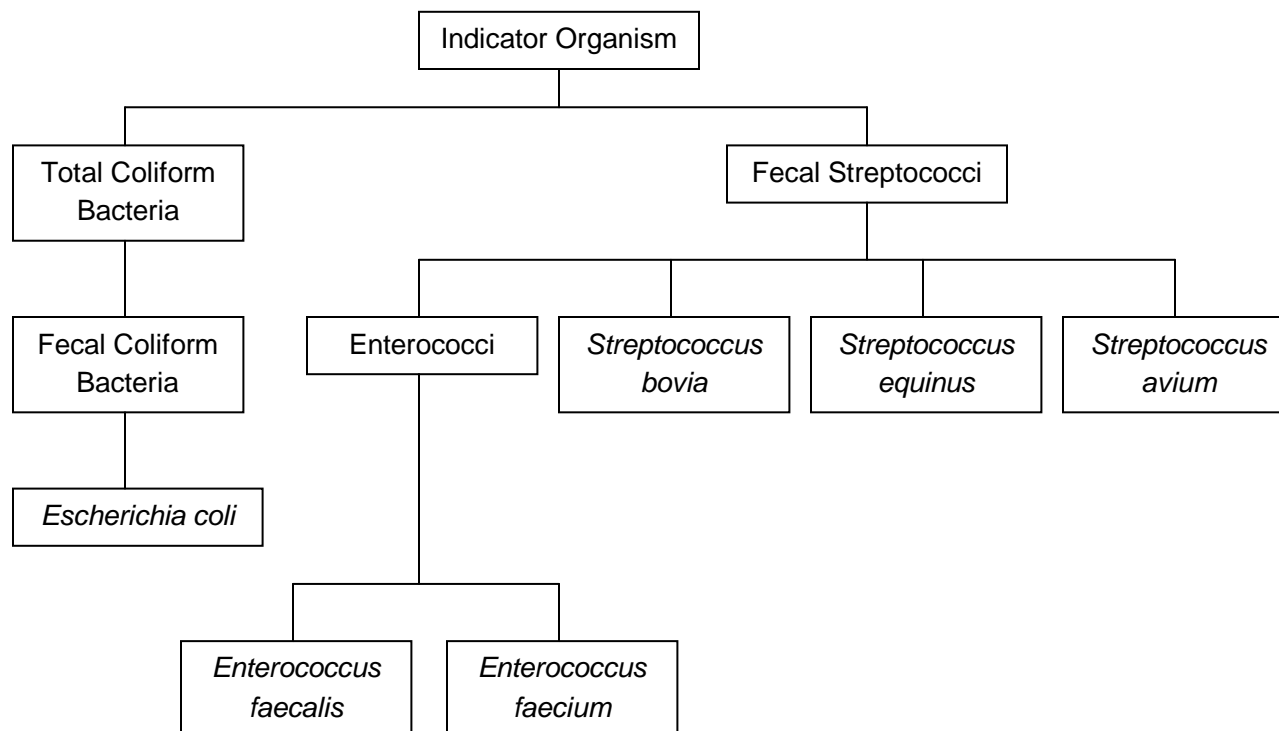 Indicator Organism
Total Coliform
Bacteria
Fecal Streptococci
Fecal Coliform
Bacteria
Enterococci
Streptococcus
bovia
Streptococcus
equinus
Streptococcus
avium
Escherichia coli
Enterococcus
faecalis
Enterococcus
faecium